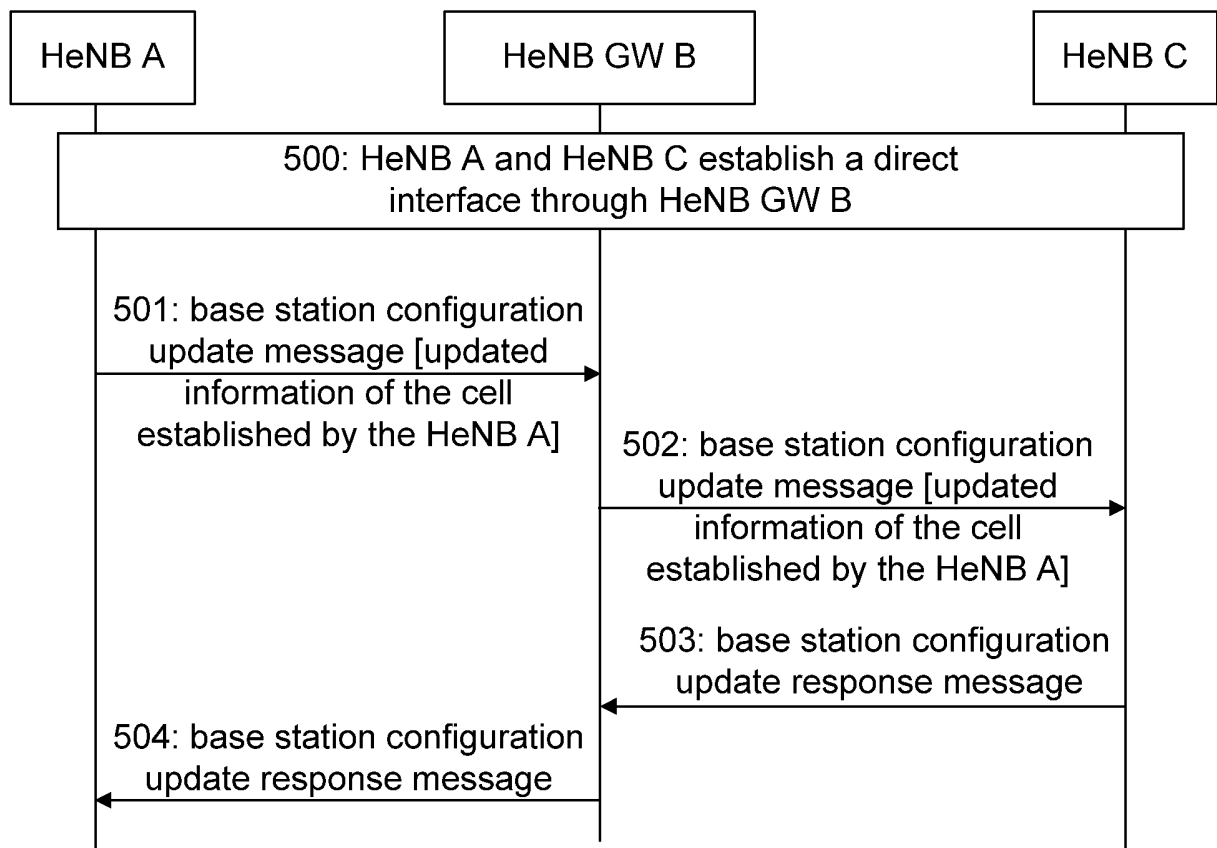 HeNB A
HeNB GW B
HeNB C
500: HeNB A and HeNB C establish a direct
interface through HeNB GW B
501: base station configuration
update message [updated
information of the cell
established by the HeNB A]
502: base station configuration
update message [updated
information of the cell
established by the HeNB A]
503: base station configuration
update response message
504: base station configuration
update response message